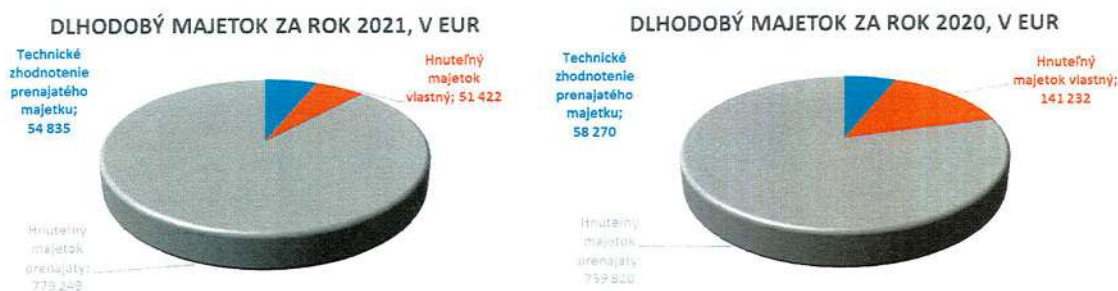 DLHODOBÝ MAJETOK ZA ROK 2021, V EUR
Technické
zhodnotenie
prenajatého
majetku;
54 835
Hnuteľný
majetok
vlastný; 51 422
Hnuteľný
majetok
prenajatý;
779 249
DLHODOBÝ MAJETOK ZA ROK 2020, V EUR
Technické
zhodnotenie
prenajatého
majetku;
58 270
Hnuteľný
majetok vlastný;
141 232
Hnuteľný
majetok
prenajatý;